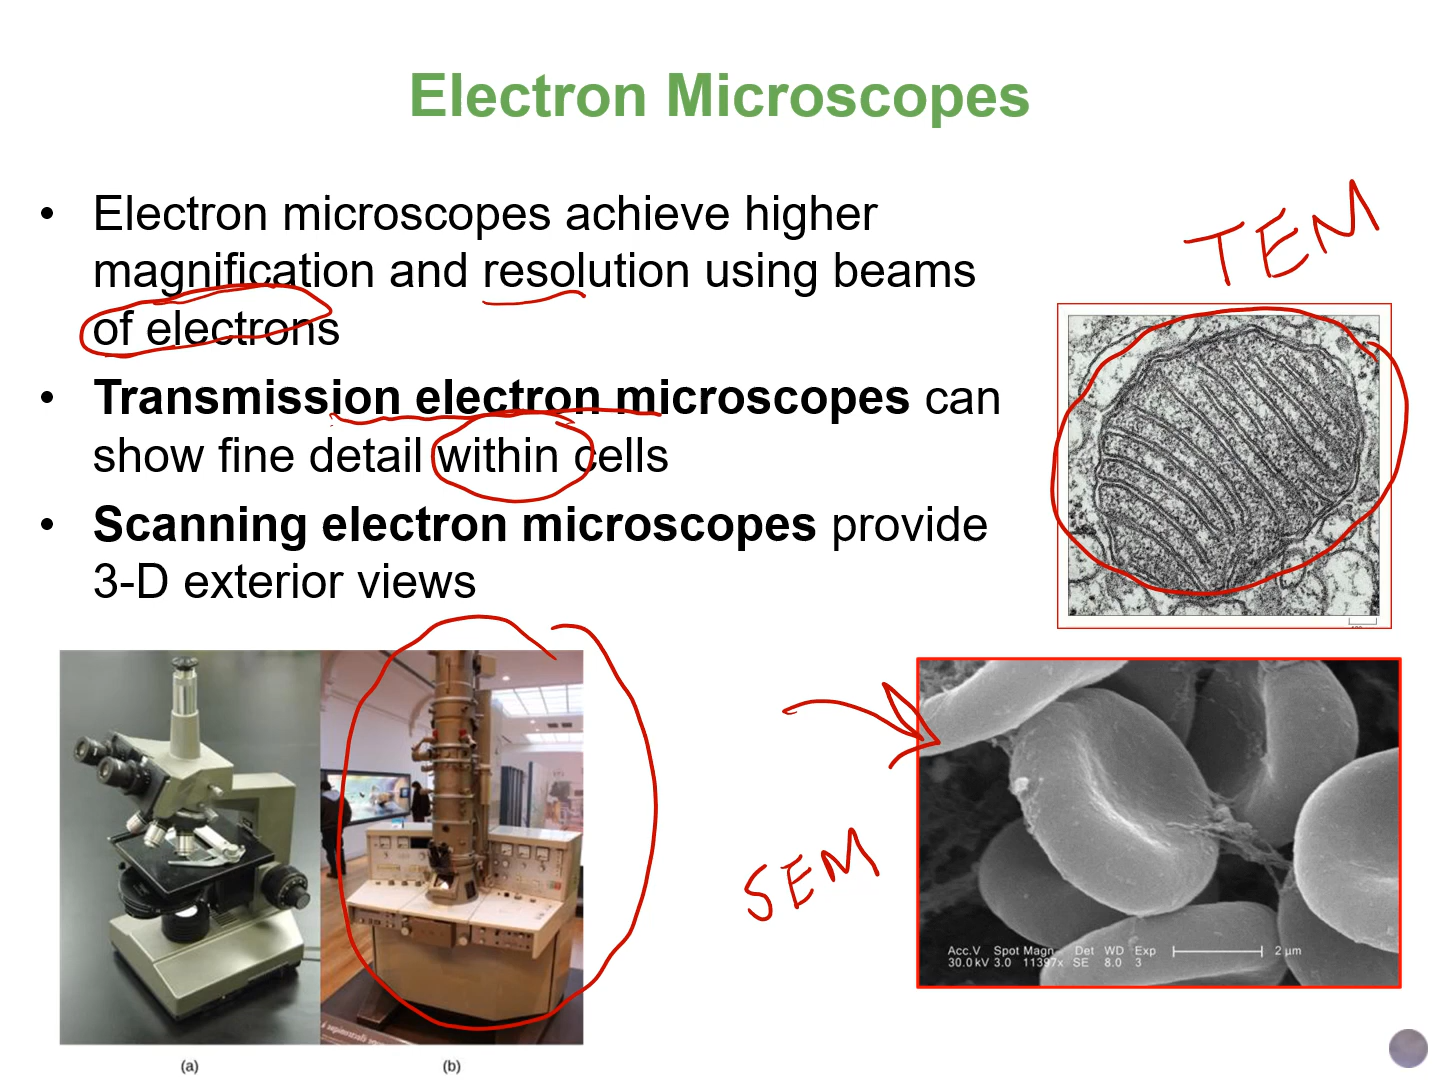 Electron Microscopes
• Electron microscopes achieve higher
magnification and resolution using beams
of electrons
• Transmission electron microscopes can
show fine detail within cells
• Scanning electron microscopes provide
3-D exterior views
TEM
SEM
Acc.V Spot Magn Det WD Exp 2 µm
30.0 kV 3.0 11397x SE 8.0 3
(a) (b)